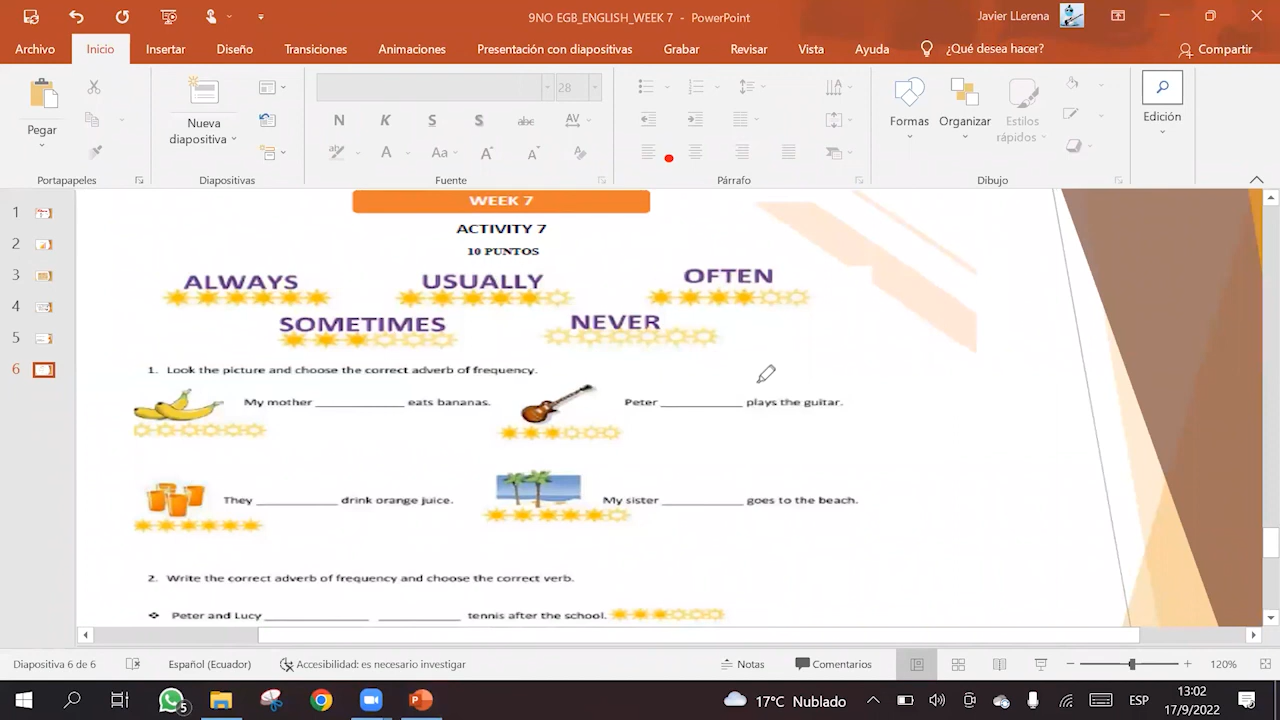 9NO EGB_ENGLISH_WEEK 7 - PowerPoint
Javier Llerena
Archivo Inicio Insertar Diseño Transiciones Animaciones Presentación con diapositivas Grabar Revisar Vista Ayuda ¿Qué desea hacer? Compartir
28
Pegar
Nueva diapositiva
N K S S abc AV
A Aa A A
Formas Organizar Estilos rápidos
Edición
Portapapeles Diapositivas Fuente Párrafo Dibujo
1
2
3
4
5
6
WEEK 7
ACTIVITY 7
10 PUNTOS
ALWAYS USUALLY OFTEN
SOMETIMES NEVER
1. Look the picture and choose the correct adverb of frequency.
My mother __________ eats bananas. Peter __________ plays the guitar.
They __________ drink orange juice. My sister __________ goes to the beach.
2. Write the correct adverb of frequency and choose the correct verb.
❖ Peter and Lucy __________ __________ tennis after the school.
Diapositiva 6 de 6 Español (Ecuador) Accesibilidad: es necesario investigar Notas Comentarios 120%
5 17°C Nublado ESP 13:02
17/9/2022